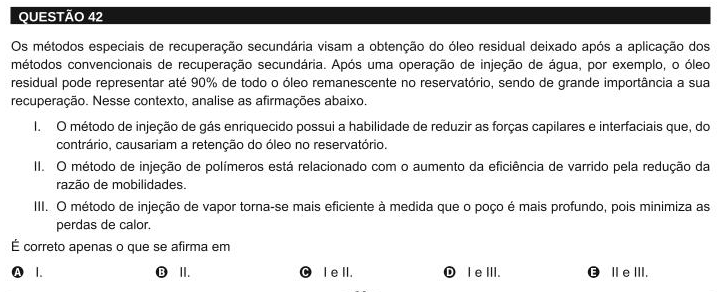 QUESTÃO 42
Os métodos especiais de recuperação secundária visam a obtenção do óleo residual deixado após a aplicação dos
métodos convencionais de recuperação secundária. Após uma operação de injeção de água, por exemplo, o óleo
residual pode representar até 90% de todo o óleo remanescente no reservatório, sendo de grande importância a sua
recuperação. Nesse contexto, analise as afirmações abaixo.
I. O método de injeção de gás enriquecido possui a habilidade de reduzir as forças capilares e interfaciais que, do
contrário, causariam a retenção do óleo no reservatório.
II. O método de injeção de polímeros está relacionado com o aumento da eficiência de varrido pela redução da
razão de mobilidades.
III. O método de injeção de vapor torna-se mais eficiente à medida que o poço é mais profundo, pois minimiza as
perdas de calor.
É correto apenas o que se afirma em
A I. B II. C I e II. D I e III. E II e III.